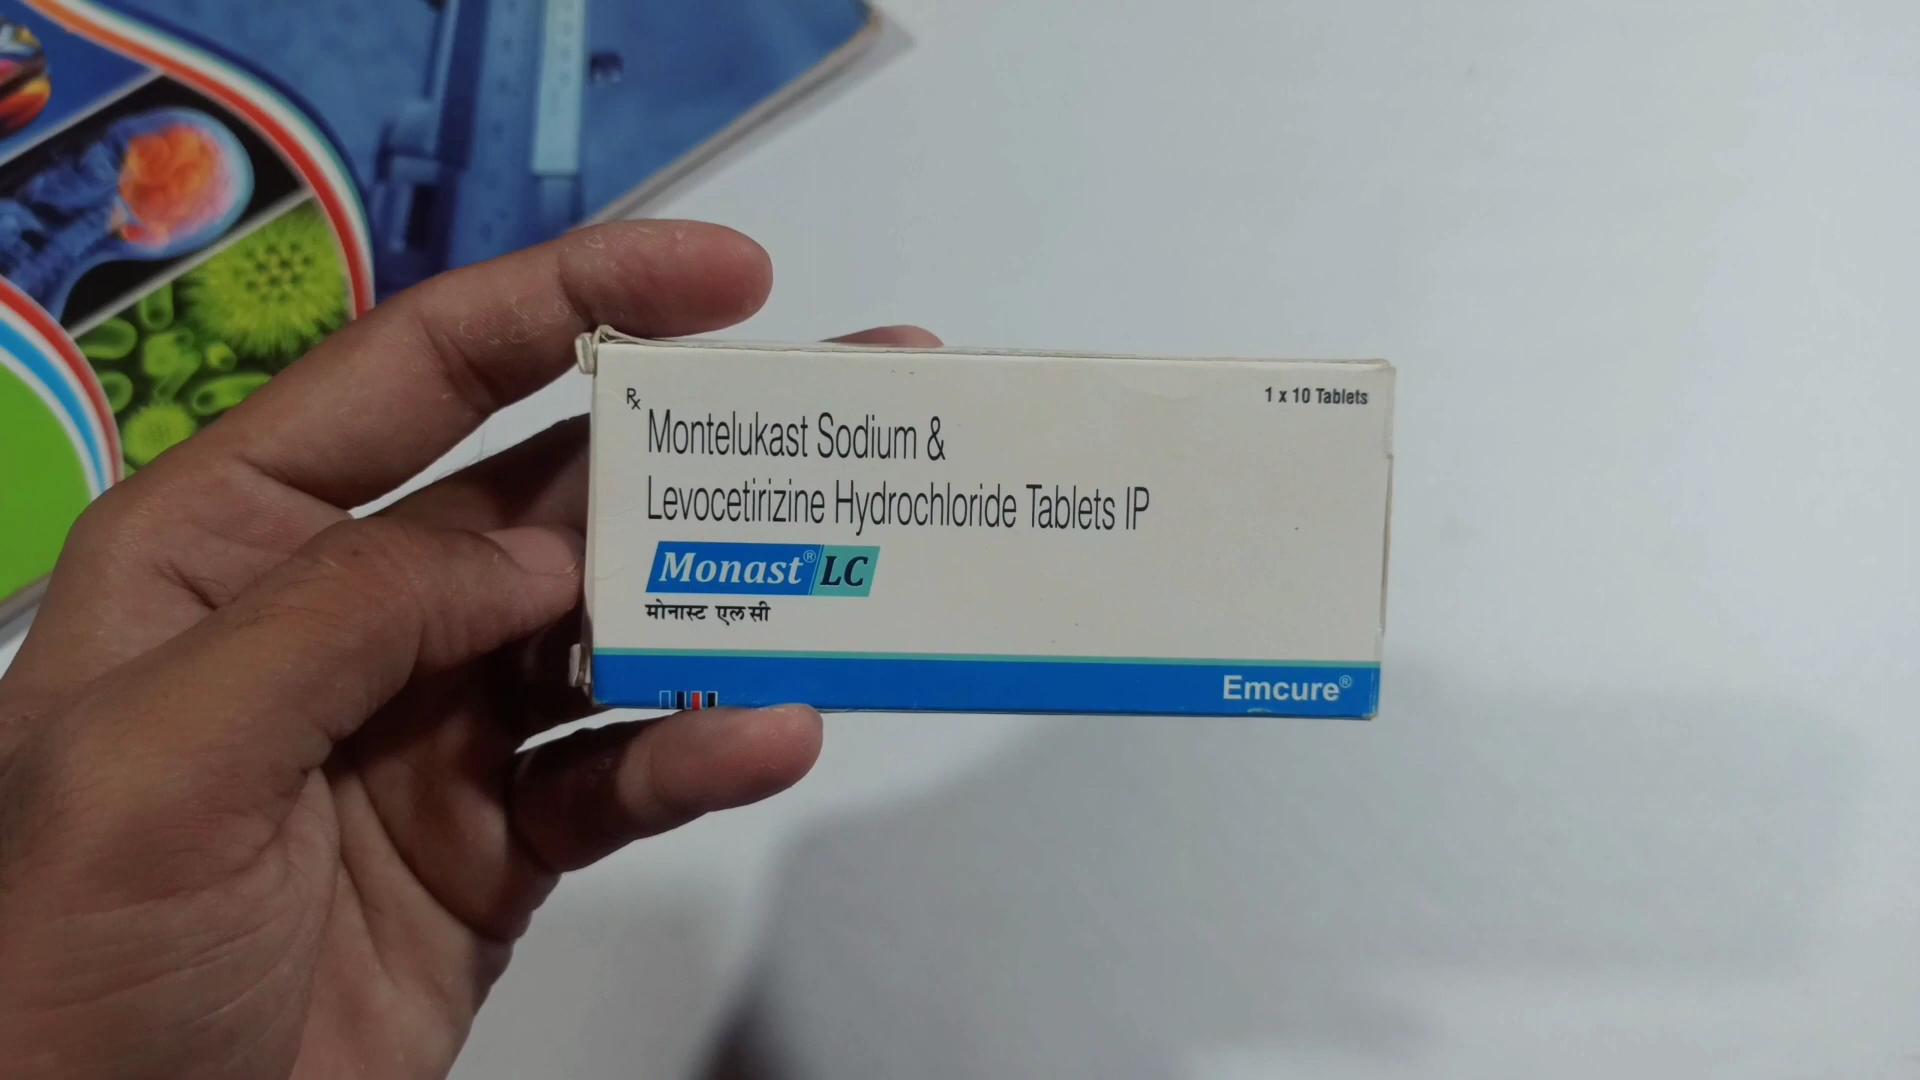 Rx
1 x 10 Tablets
Montelukast Sodium &
Levocetirizine Hydrochloride Tablets IP
Monast® LC
मोनास्ट एल सी
Emcure®